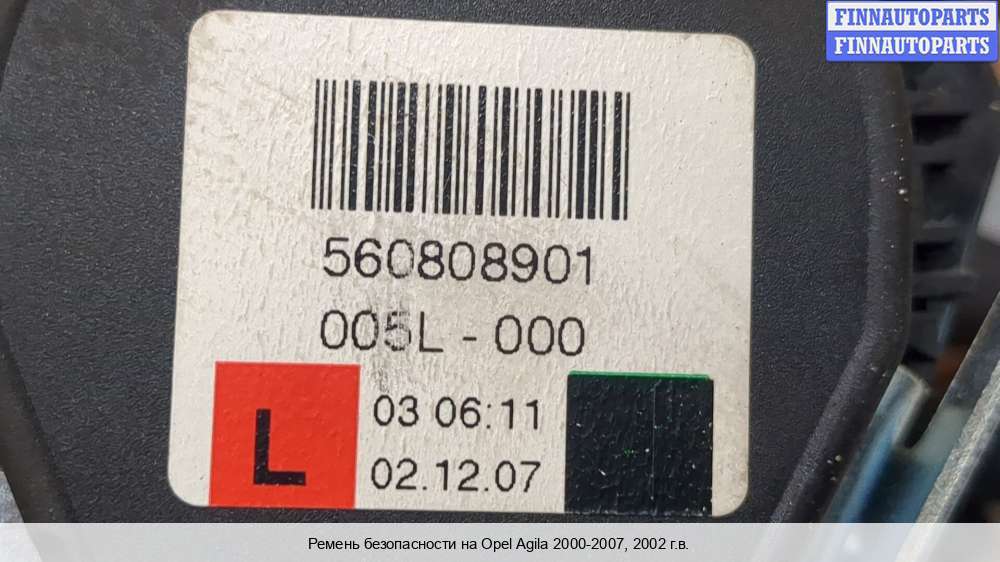 FINNAUTOPARTS
FINNAUTOPARTS
560808901
005L - 000
03 06:11
L
02.12.07
Ремень безопасности на Opel Agila 2000-2007, 2002 г.в.